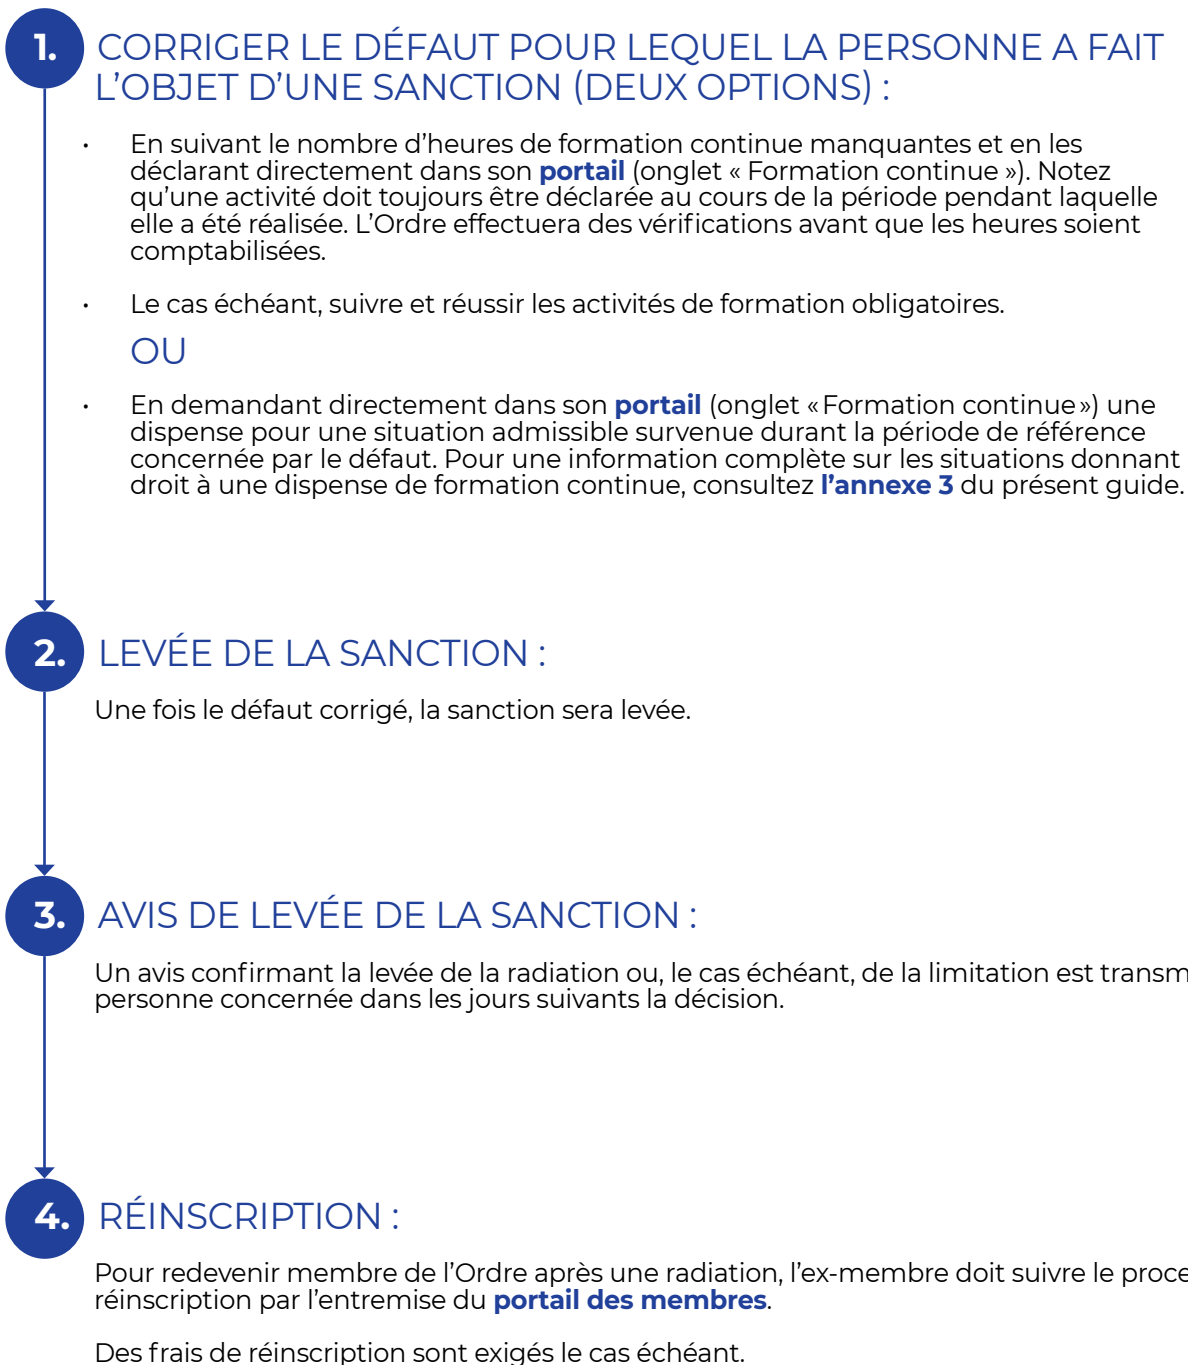 1. CORRIGER LE DÉFAUT POUR LEQUEL LA PERSONNE A FAIT
L’OBJET D’UNE SANCTION (DEUX OPTIONS) :
• En suivant le nombre d’heures de formation continue manquantes et en les
déclarant directement dans son portail (onglet « Formation continue »). Notez
qu’une activité doit toujours être déclarée au cours de la période pendant laquelle
elle a été réalisée. L’Ordre effectuera des vérifications avant que les heures soient
comptabilisées.
• Le cas échéant, suivre et réussir les activités de formation obligatoires.
OU
• En demandant directement dans son portail (onglet «Formation continue») une
dispense pour une situation admissible survenue durant la période de référence
concernée par le défaut. Pour une information complète sur les situations donnant
droit à une dispense de formation continue, consultez l’annexe 3 du présent guide.
2. LEVÉE DE LA SANCTION :
Une fois le défaut corrigé, la sanction sera levée.
3. AVIS DE LEVÉE DE LA SANCTION :
Un avis confirmant la levée de la radiation ou, le cas échéant, de la limitation est transm
personne concernée dans les jours suivants la décision.
4. RÉINSCRIPTION :
Pour redevenir membre de l’Ordre après une radiation, l’ex-membre doit suivre le proce
réinscription par l’entremise du portail des membres.
Des frais de réinscription sont exigés le cas échéant.